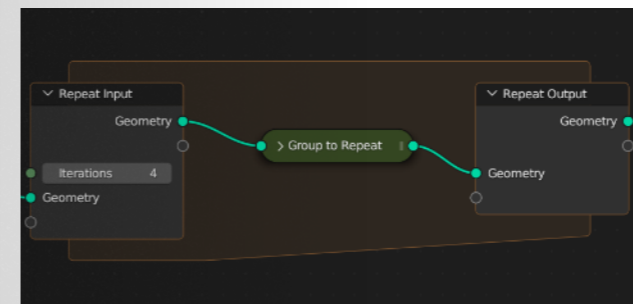 Repeat Input
Geometry
Iterations 4
Geometry
Group to Repeat
Repeat Output
Geometry
Geometry